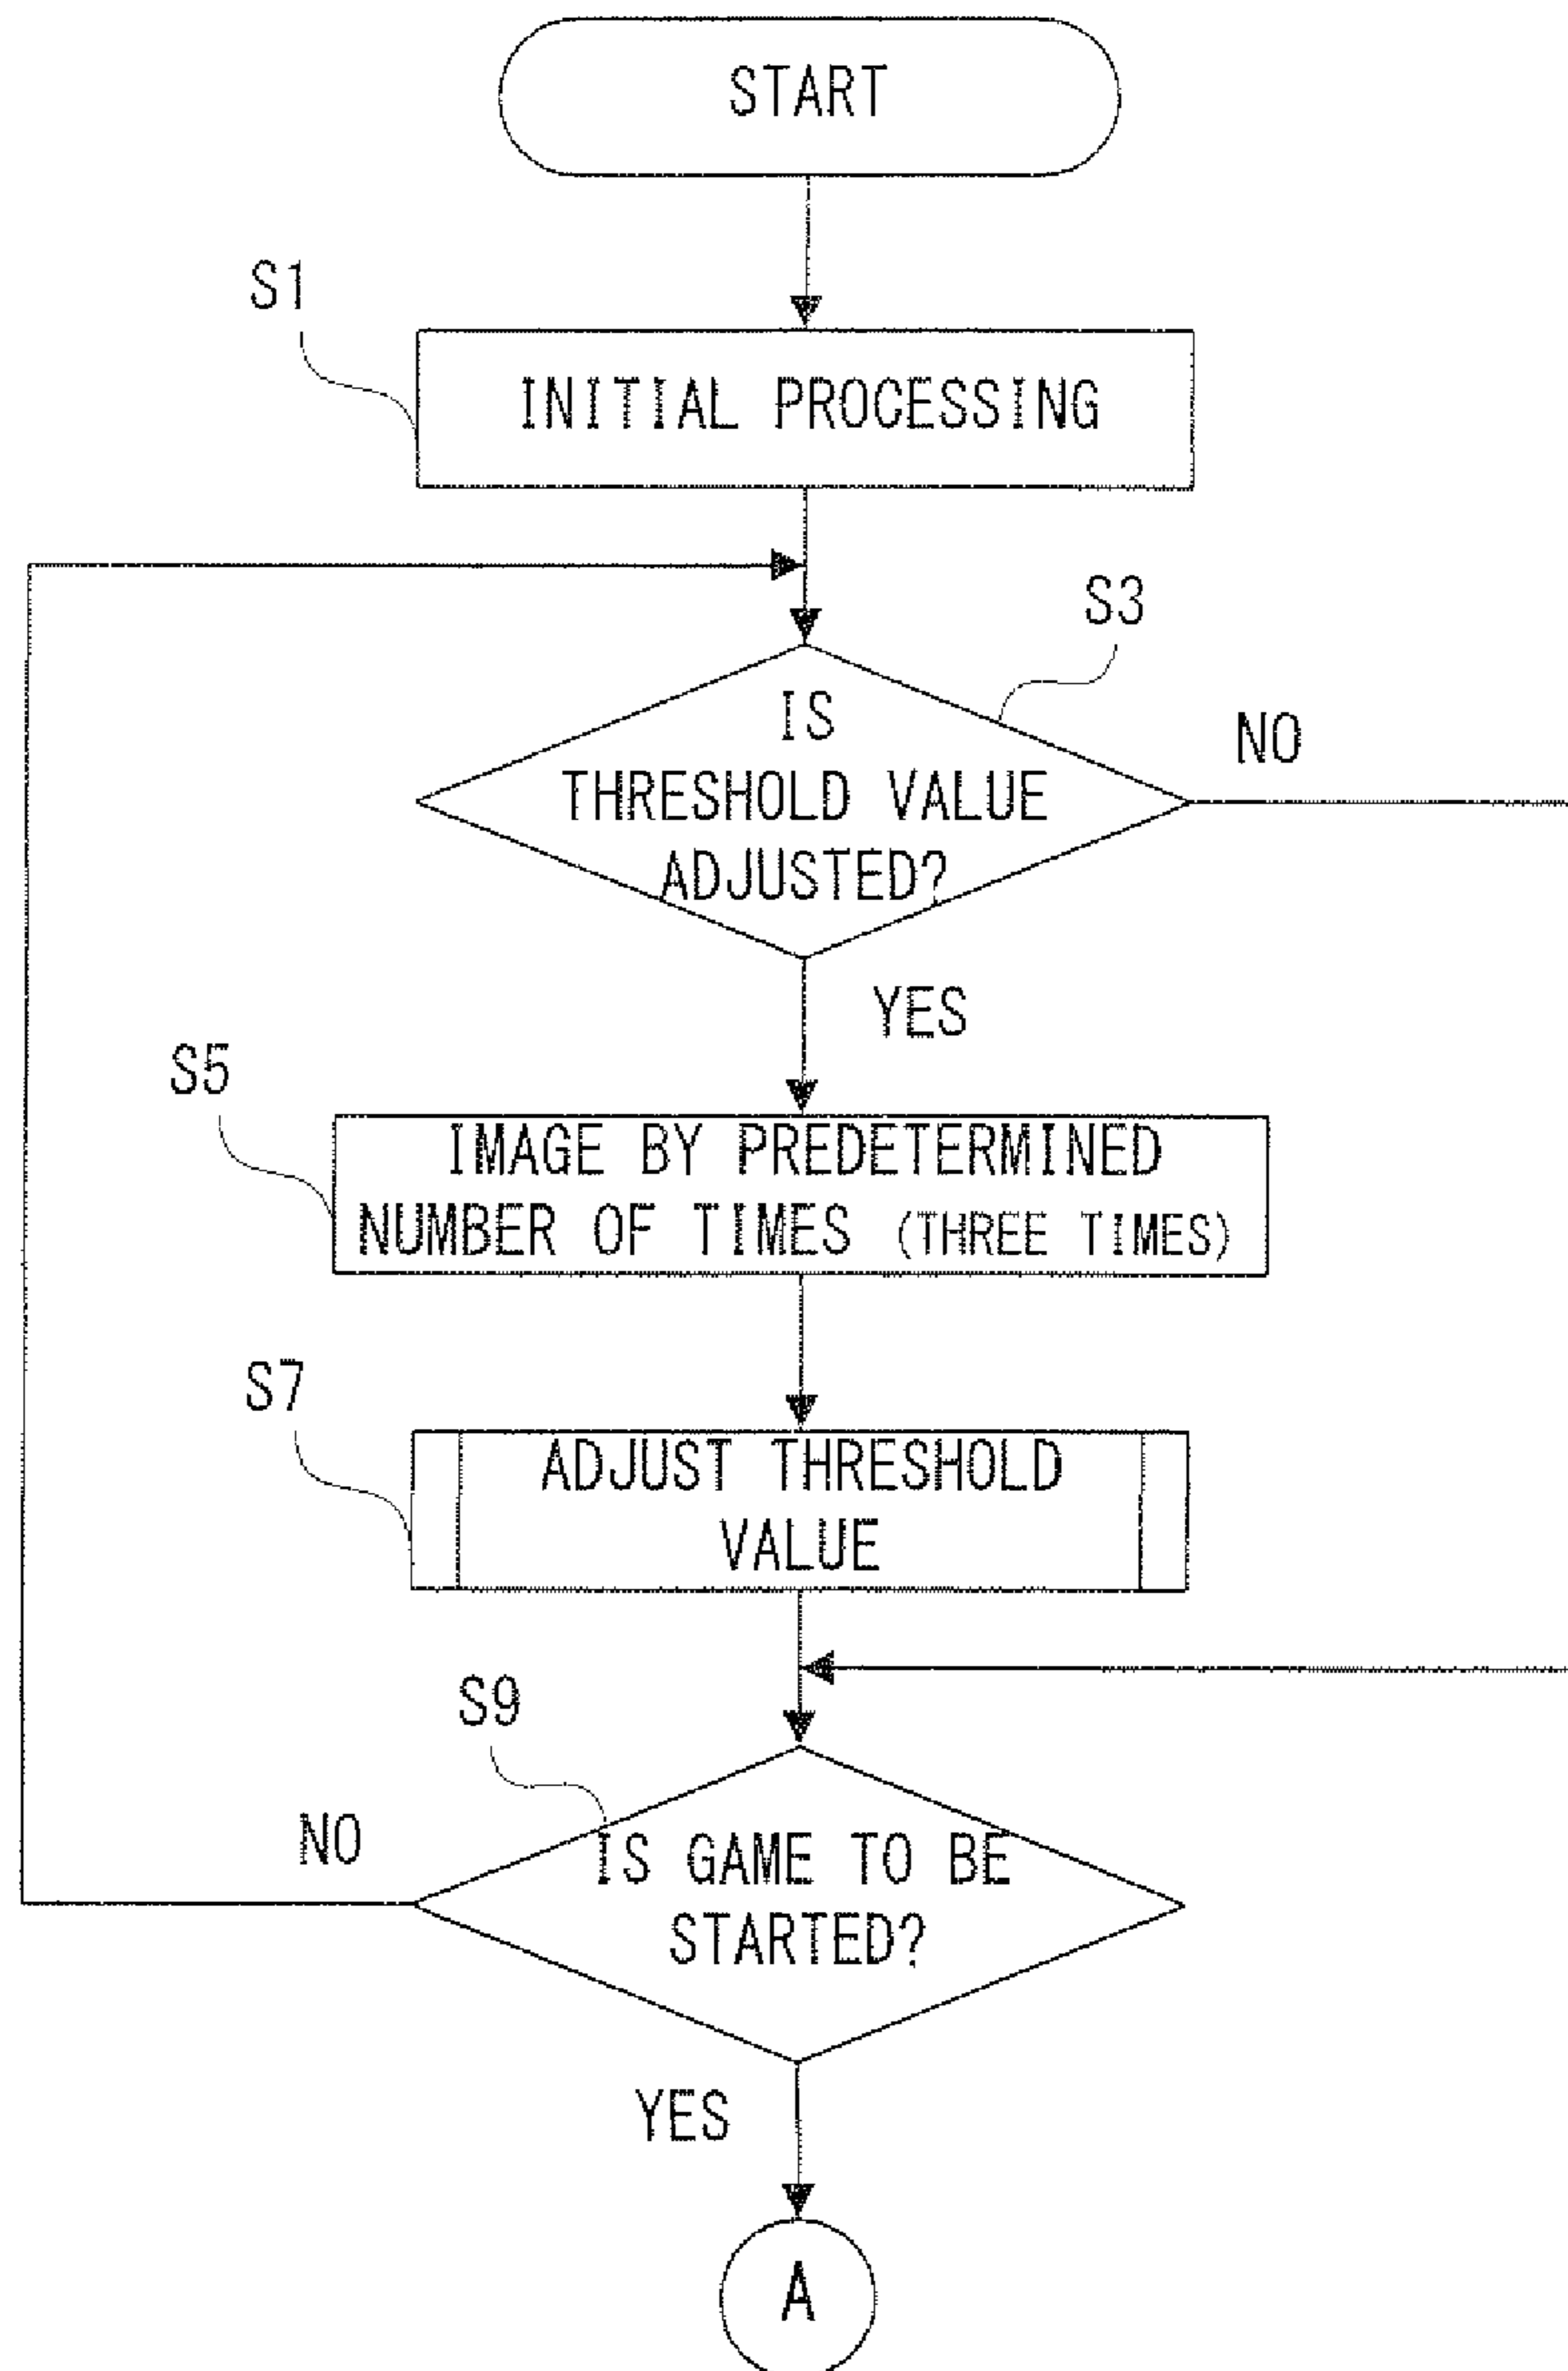 START
S1
INITIAL PROCESSING
S3
IS
THRESHOLD VALUE
ADJUSTED?
NO
YES
S5
IMAGE BY PREDETERMINED
NUMBER OF TIMES (THREE TIMES)
S7
ADJUST THRESHOLD
VALUE
S9
NO
IS GAME TO BE
STARTED?
YES
A